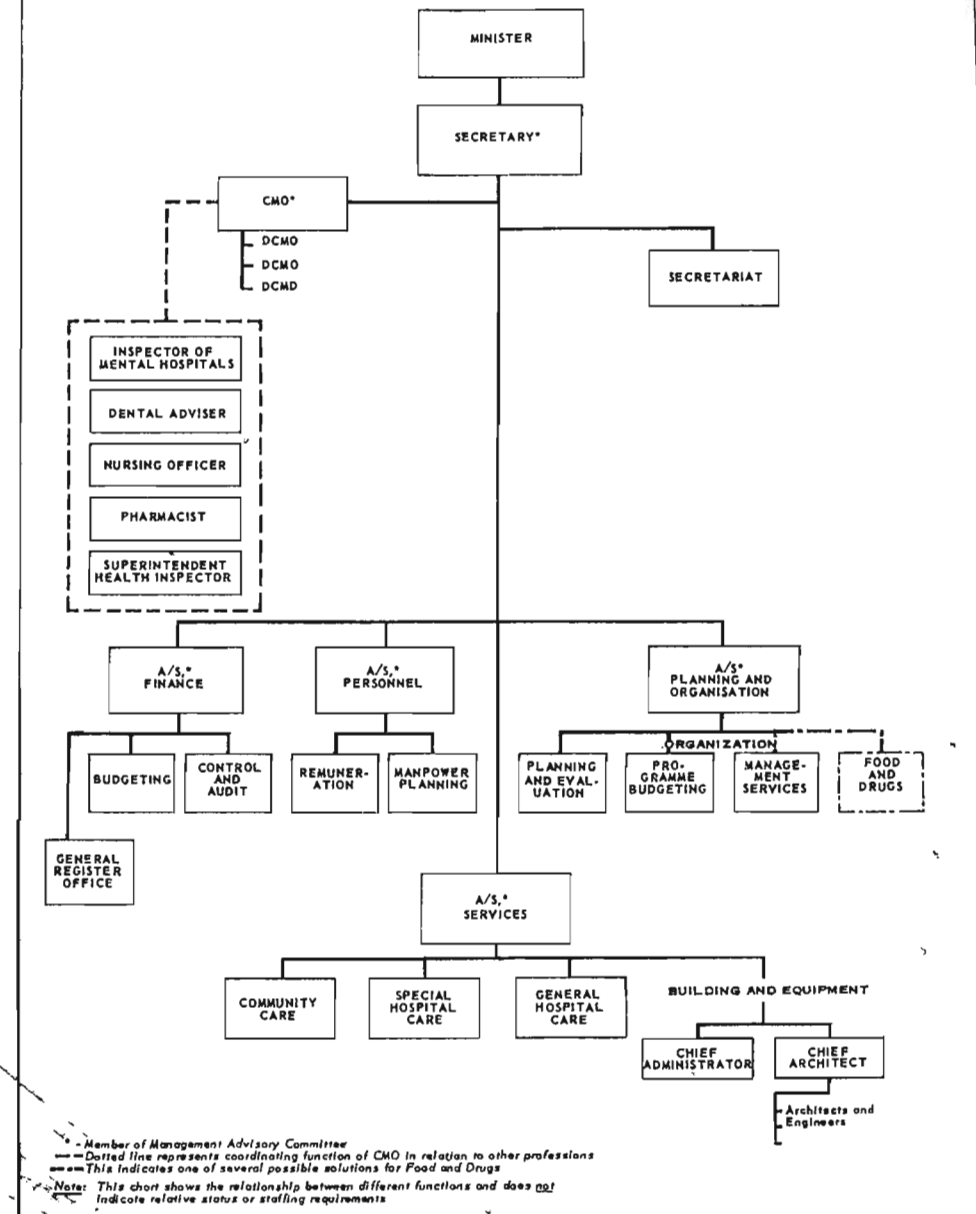 MINISTER
SECRETARY*
CMO*
DCMO
DCMO
DCMD
SECRETARIAT
INSPECTOR OF
MENTAL HOSPITALS
DENTAL ADVISER
NURSING OFFICER
PHARMACIST
SUPERINTENDENT
HEALTH INSPECTOR
A/S,*
FINANCE
A/S,*
PERSONNEL
A/S*
PLANNING AND
ORGANISATION
BUDGETING
CONTROL
AND
AUDIT
REMUNER-
ATION
MANPOWER
PLANNING
ORGANIZATION
PLANNING
AND EVAL-
UATION
PRO-
GRAMME
BUDGETING
MANAGE-
MENT
SERVICES
FOOD
AND
DRUGS
GENERAL
REGISTER
OFFICE
A/S,*
SERVICES
COMMUNITY
CARE
SPECIAL
HOSPITAL
CARE
GENERAL
HOSPITAL
CARE
BUILDING AND EQUIPMENT
CHIEF
ADMINISTRATOR
CHIEF
ARCHITECT
Architects and
Engineers
* - Member of Management Advisory Committee
Dotted line represents coordinating function of CMO in relation to other professions
This indicates one of several possible solutions for Food and Drugs
Note: This chart shows the relationship between different functions and does not
indicate relative status or staffing requirements